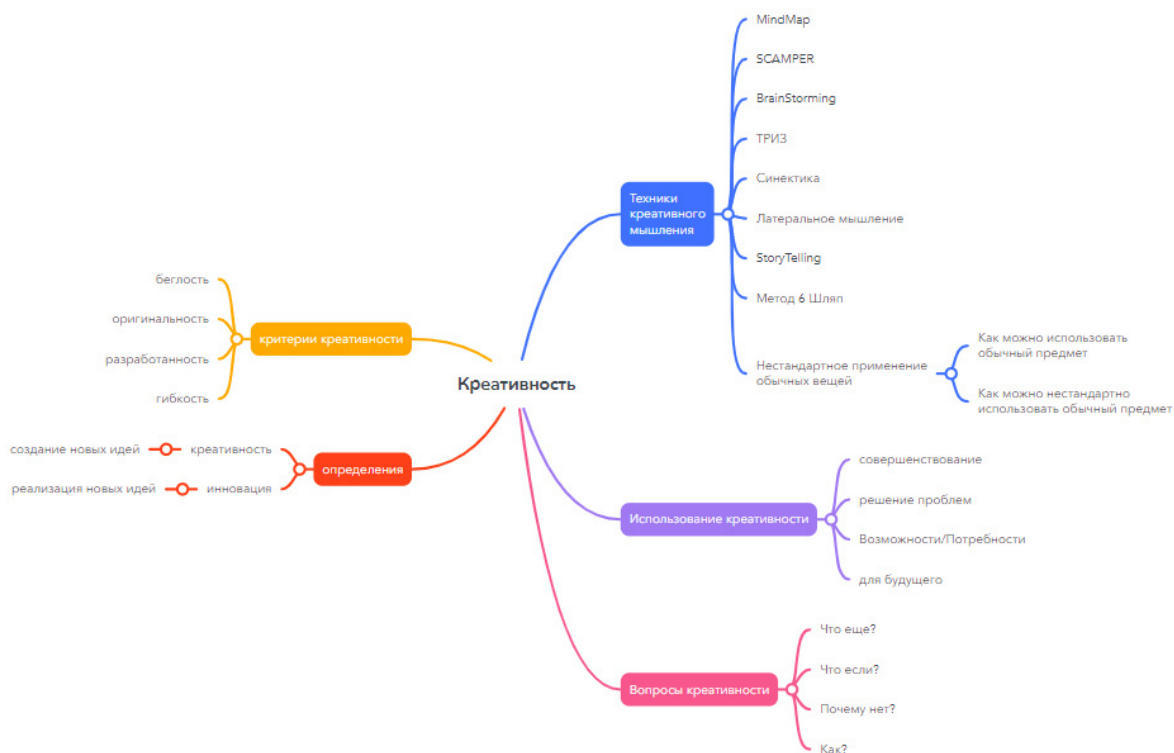 Креативность
Техники
креативного
мышления
MindMap
SCAMPER
BrainStorming
ТРИЗ
Синектика
Латеральное мышление
StoryTelling
Метод 6 Шляп
Нестандартное применение
обычных вещей
Как можно использовать
обычный предмет
Как можно нестандартно
использовать обычный предмет
Использование креативности
совершенствование
решение проблем
Возможности/Потребности
для будущего
Вопросы креативности
Что еще?
Что если?
Почему нет?
Как?
критерии креативности
беглость
оригинальность
разработанность
гибкость
определения
креативность
создание новых идей
инновация
реализация новых идей